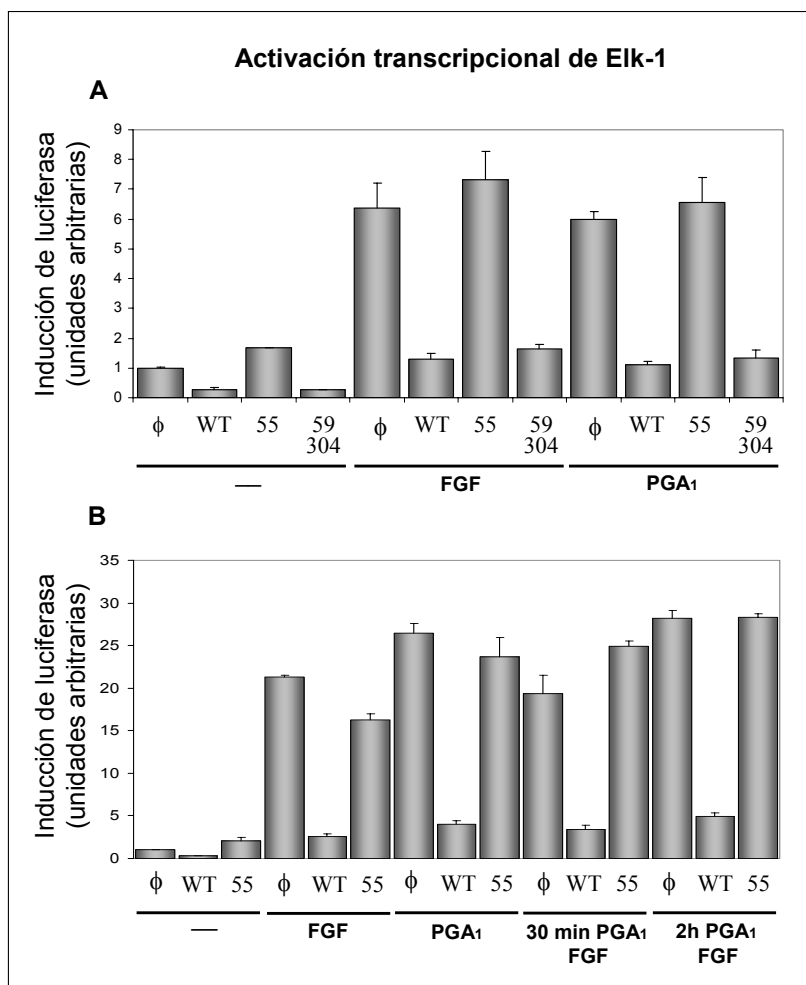 Activación transcripcional de Elk-1
A
Inducción de luciferasa
(unidades arbitrarias)
9
8
7
6
5
4
3
2
1
0
ϕ WT 55 59 ϕ WT 55 59 ϕ WT 55 59
304 304 304
— FGF PGA1
B
Inducción de luciferasa
(unidades arbitrarias)
35
30
25
20
15
10
5
0
ϕ WT 55 ϕ WT 55 ϕ WT 55 ϕ WT 55 ϕ WT 55
— FGF PGA1 30 min PGA1 2h PGA1
FGF FGF